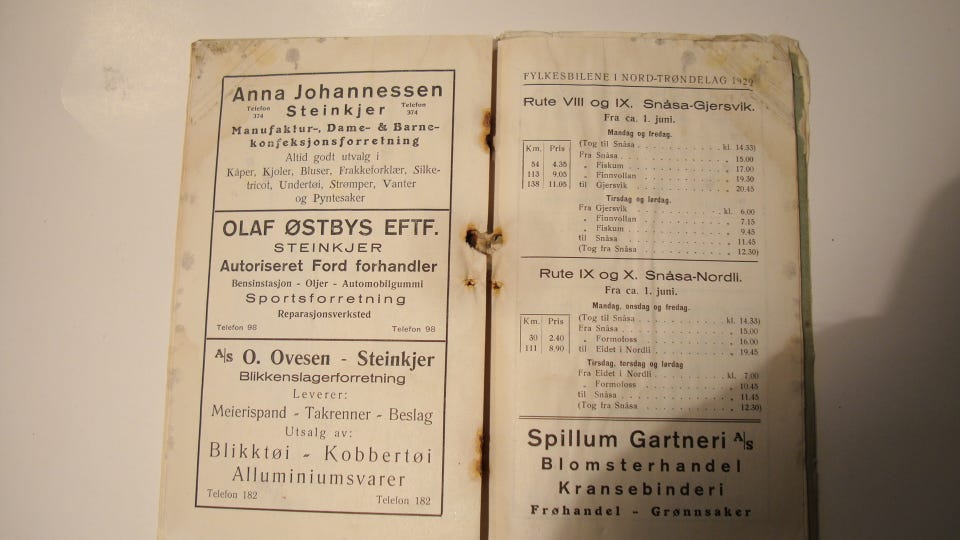 Anna Johannessen
Telefon 374 Steinkjer Telefon 374
Manufaktur-, Dame- & Barne-
konfeksjonsforretning
Altid godt utvalg i
Kåper, Kjoler, Bluser, Frakkeforklær, Silke-
tricot, Undertøi, Strømper, Vanter
og Pyntesaker
OLAF ØSTBYS EFTF.
STEINKJER
Autoriseret Ford forhandler
Bensinstasjon - Oljer - Automobilgummi
Sportsforretning
Reparasjonsverksted
Telefon 98 Telefon 98
A/s O. Ovesen - Steinkjer
Blikkenslagerforretning
Leverer:
Meierispand - Takrenner - Beslag
Utsalg av:
Blikktøi - Kobbertøi
Alluminiumsvarer
Telefon 182 Telefon 182
FYLKESBILENE I NORD-TRØNDELAG 1929
Rute VIII og IX. Snåsa-Gjersvik.
Fra ca. 1. juni.
Mandag og fredag.
Km. Pris (Tog til Snåsa . . . kl. 14.33)
Fra Snåsa . . . „ 15.00
54 4.35 „ Fiskum . . . „ 17.00
113 9.05 „ Finnvollan . . . „ 19.30
138 11.05 til Gjersvik . . . „ 20.45
Tirsdag og lørdag.
Fra Gjersvik . . . kl. 6.00
„ Finnvollan . . . „ 7.15
„ Fiskum . . . „ 9.45
til Snåsa . . . „ 11.45
(Tog fra Snåsa . . . „ 12.30)
Rute IX og X. Snåsa-Nordli.
Fra ca. 1. juni.
Mandag, onsdag og fredag.
Km. Pris (Tog til Snåsa . . . kl. 14.33)
Fra Snåsa . . . „ 15.00
30 2.40 „ Formofoss . . . „ 16.00
111 8.90 til Eidet i Nordli . . . „ 19.45
Tirsdag, torsdag og lørdag
Fra Eidet i Nordli . . . kl. 7.00
„ Formofoss . . . „ 10.45
til Snåsa . . . „ 11.45
(Tog fra Snåsa . . . „ 12.30)
Spillum Gartneri A/S
Blomsterhandel
Kransebinderi
Frøhandel - Grønnsaker